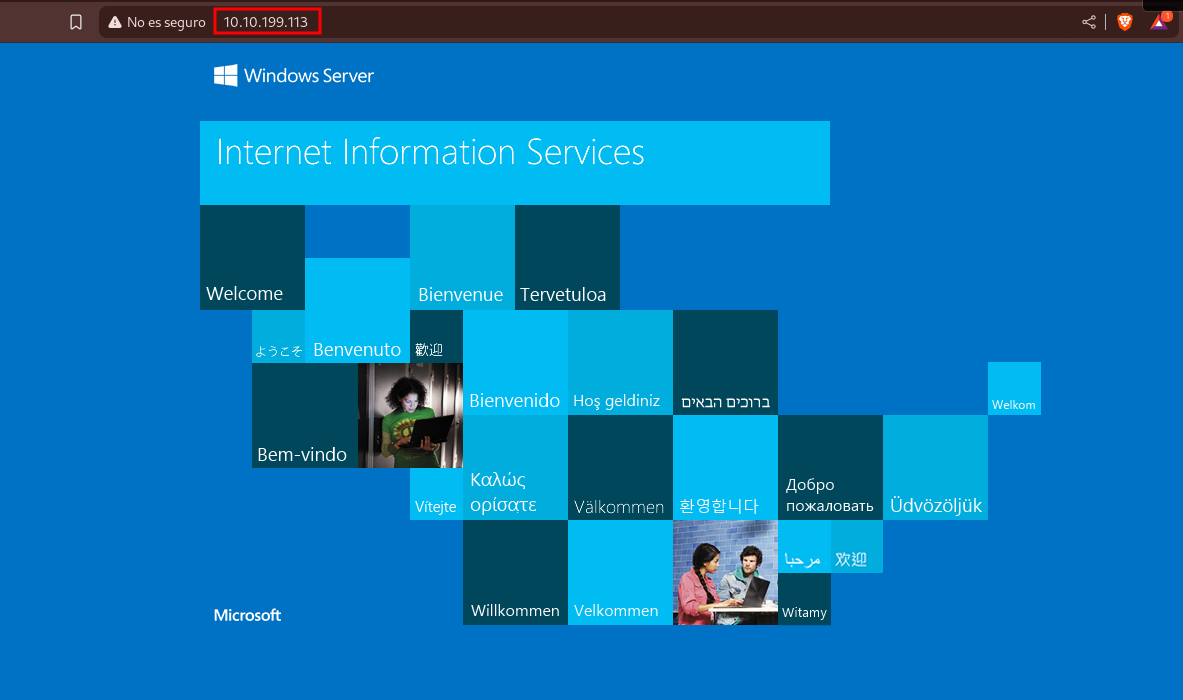 No es seguro 10.10.199.113
1
Windows Server
Internet Information Services
Welcome
Bienvenue
Tervetuloa
ようこそ
Benvenuto
歡迎
Bienvenido
Hoş geldiniz
ברוכים הבאים
Welkom
Bem-vindo
Vítejte
Καλώς
ορίσατε
Välkommen
환영합니다
Добро
пожаловать
Üdvözöljük
مرحبا
欢迎
Willkommen
Velkommen
Witamy
Microsoft